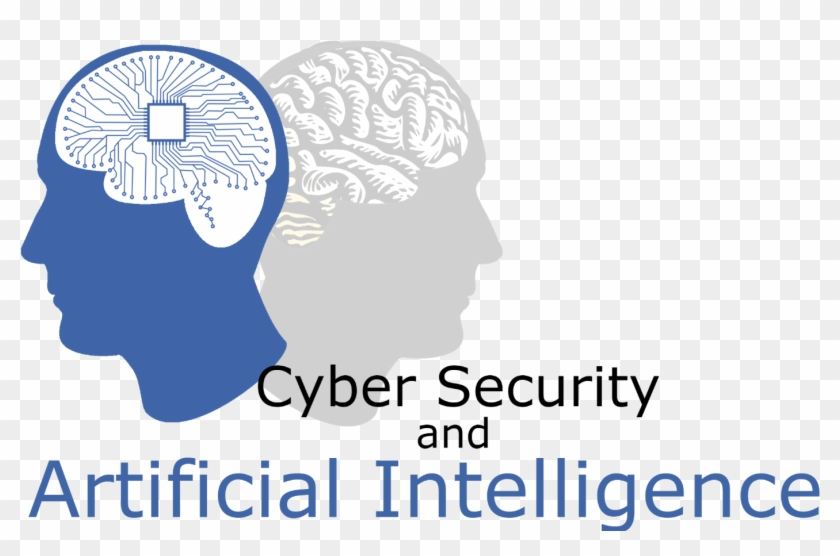 Cyber Security
and
Artificial Intelligence